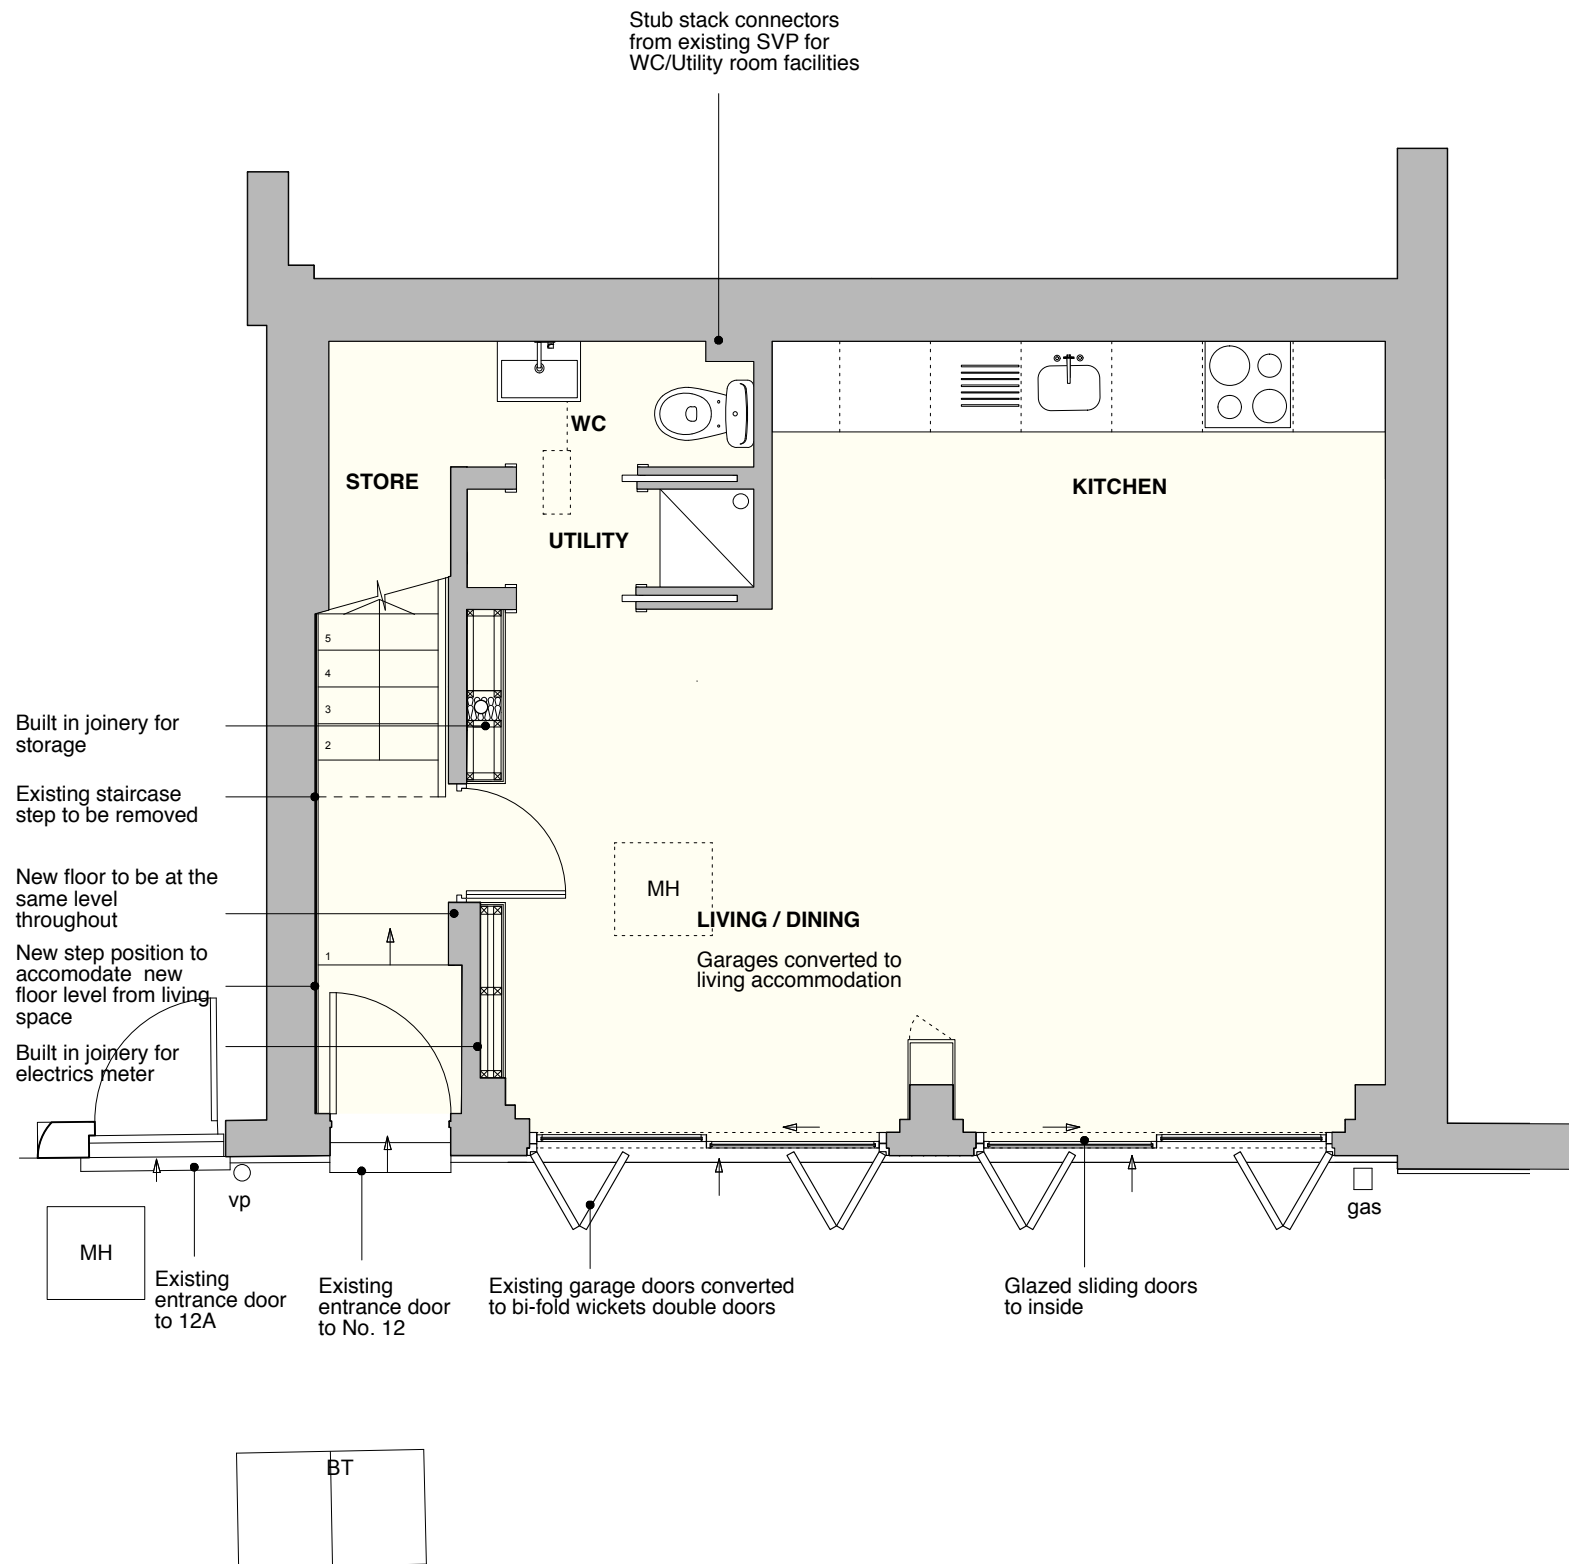 Stub stack connectors
from existing SVP for
WC/Utility room facilities
WC
STORE
KITCHEN
UTILITY
5
4
3
2
Built in joinery for
storage
Existing staircase
step to be removed
New floor to be at the
same level
throughout
MH
LIVING / DINING
Garages converted to
living accommodation
1
New step position to
accomodate new
floor level from living
space
Built in joinery for
electrics meter
vp
gas
MH
Existing
entrance door
to 12A
Existing
entrance door
to No. 12
Existing garage doors converted
to bi-fold wickets double doors
Glazed sliding doors
to inside
BT